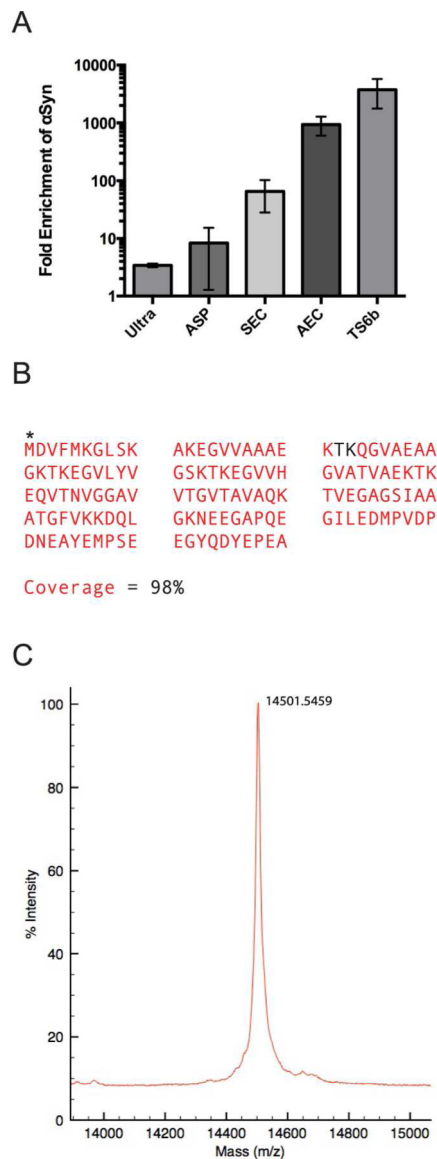 A
Fold Enrichment of αSyn
10000
1000
100
10
1
Ultra
ASP
SEC
AEC
TS6b
B
*
MDVFMKGLSK AKEGVVAAAE KTKQGVAEAA
GKTKEGVLYV GSKTKEGVVH GVATVAEKTK
EQVTNVGGAV VTGVTAVAQK TVEGAGSIAA
ATGFVKKDQL GKNEEGAPQE GILEDMPVDP
DNEAYEMPSE EGYQDYEPEA
Coverage = 98%
C
14501.5459
% Intensity
100
80
60
40
20
0
14000 14200 14400 14600 14800 15000
Mass (m/z)